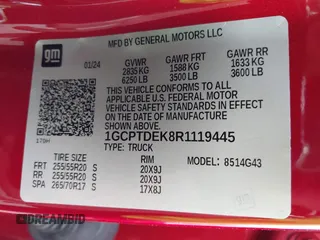 MFD BY GENERAL MOTORS LLC
gm
01/24
GVWR GAWR FRT GAWR RR
2835 KG 1588 KG 1633 KG
6250 LB 3500 LB 3600 LB
THIS VEHICLE CONFORMS TO ALL
APPLICABLE U.S. FEDERAL MOTOR
VEHICLE SAFETY STANDARDS IN EFFECT
ON THE DATE OF MANUFACTURE
SHOWN ABOVE.
1GCPTDEK8R1119445
TYPE: TRUCK MODEL: 8514G43
TIRE SIZE RIM
FRT 255/55R20 S 20X9J
RR 255/55R20 S 20X9J
SPA 265/70R17 S 17X8J
DREAMBID